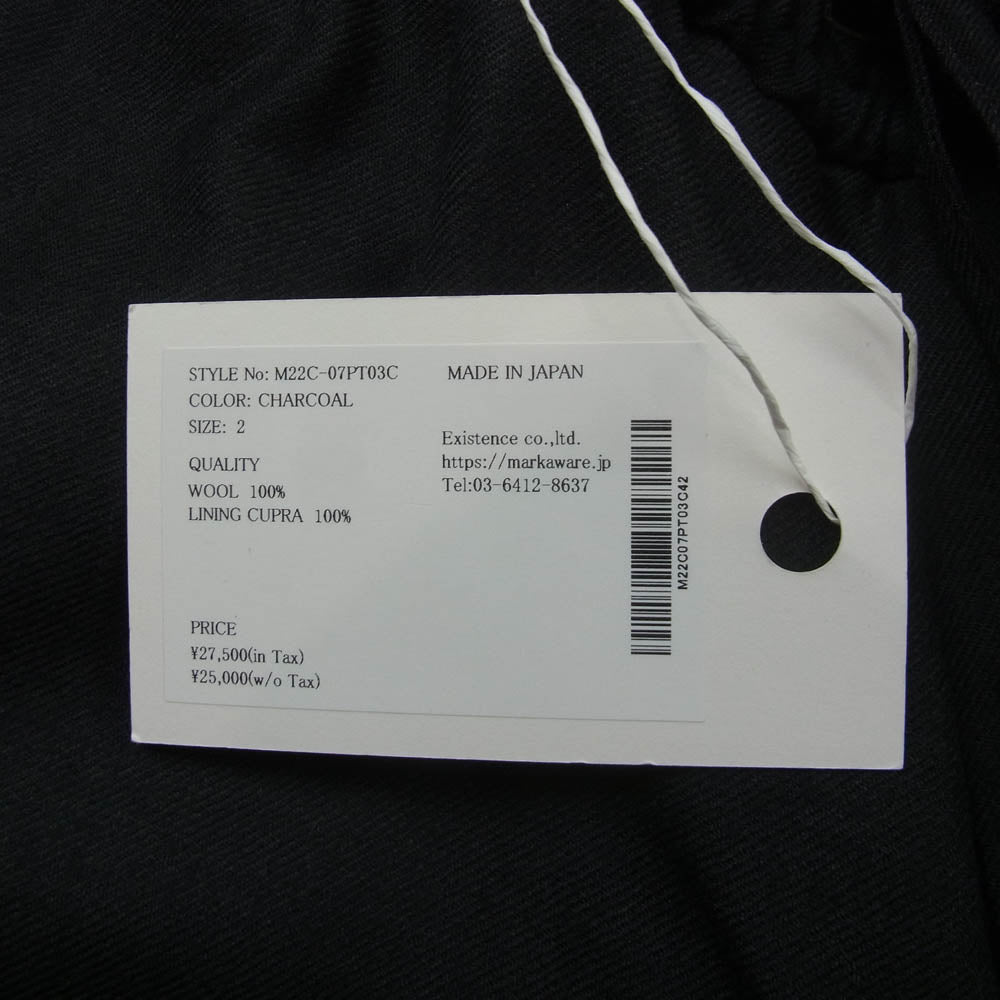 STYLE No: M22C-07PT03C
COLOR: CHARCOAL
SIZE: 2
QUALITY
WOOL 100%
LINING CUPRA 100%
PRICE
¥27,500(in Tax)
¥25,000(w/o Tax)
MADE IN JAPAN
Existence co.,ltd.
https://markaware.jp
Tel:03-6412-8637
M22C07PT03C42